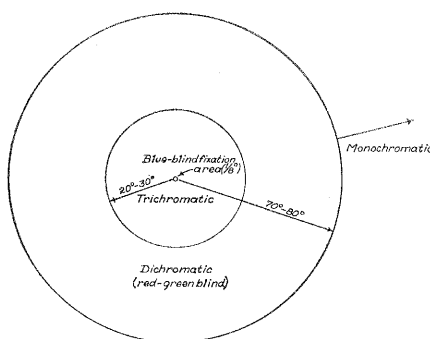 Monochromatic
Blue-blind fixation
area (1/8°)
20°-30°
Trichromatic
70°-80°
Dichromatic
(red-green blind)